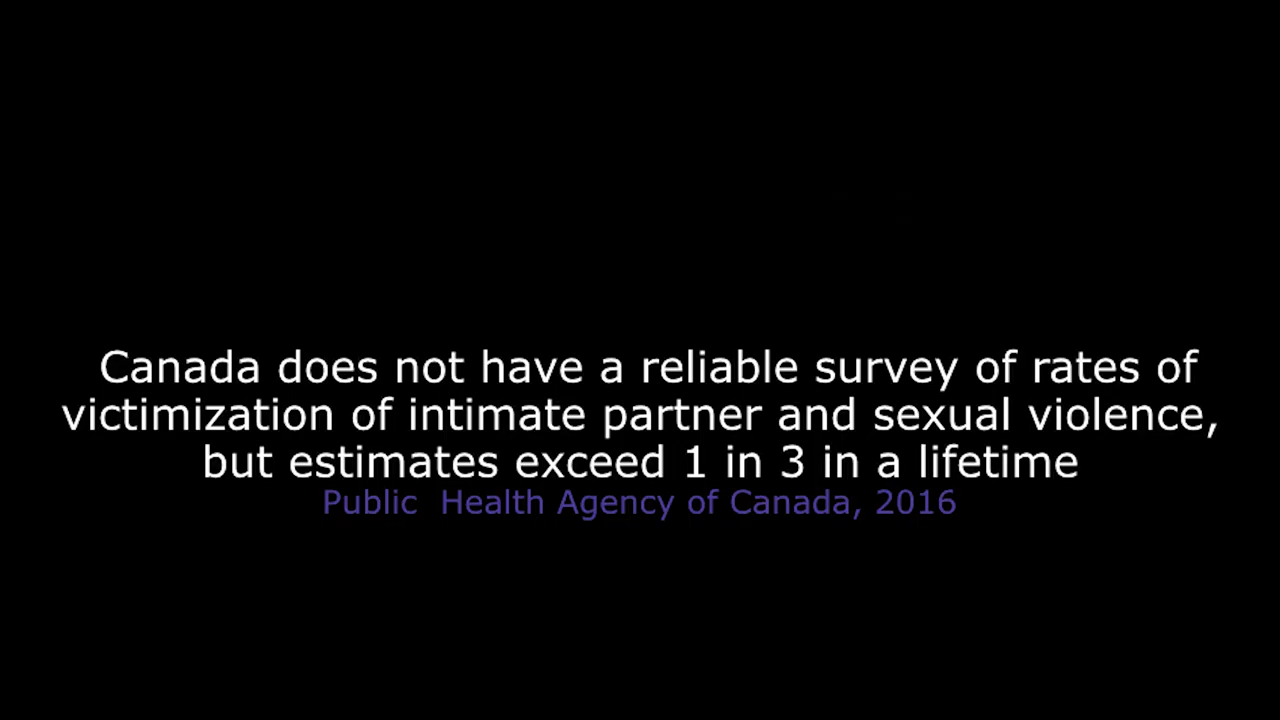 Canada does not have a reliable survey of rates of
victimization of intimate partner and sexual violence,
but estimates exceed 1 in 3 in a lifetime
Public  Health Agency of Canada, 2016